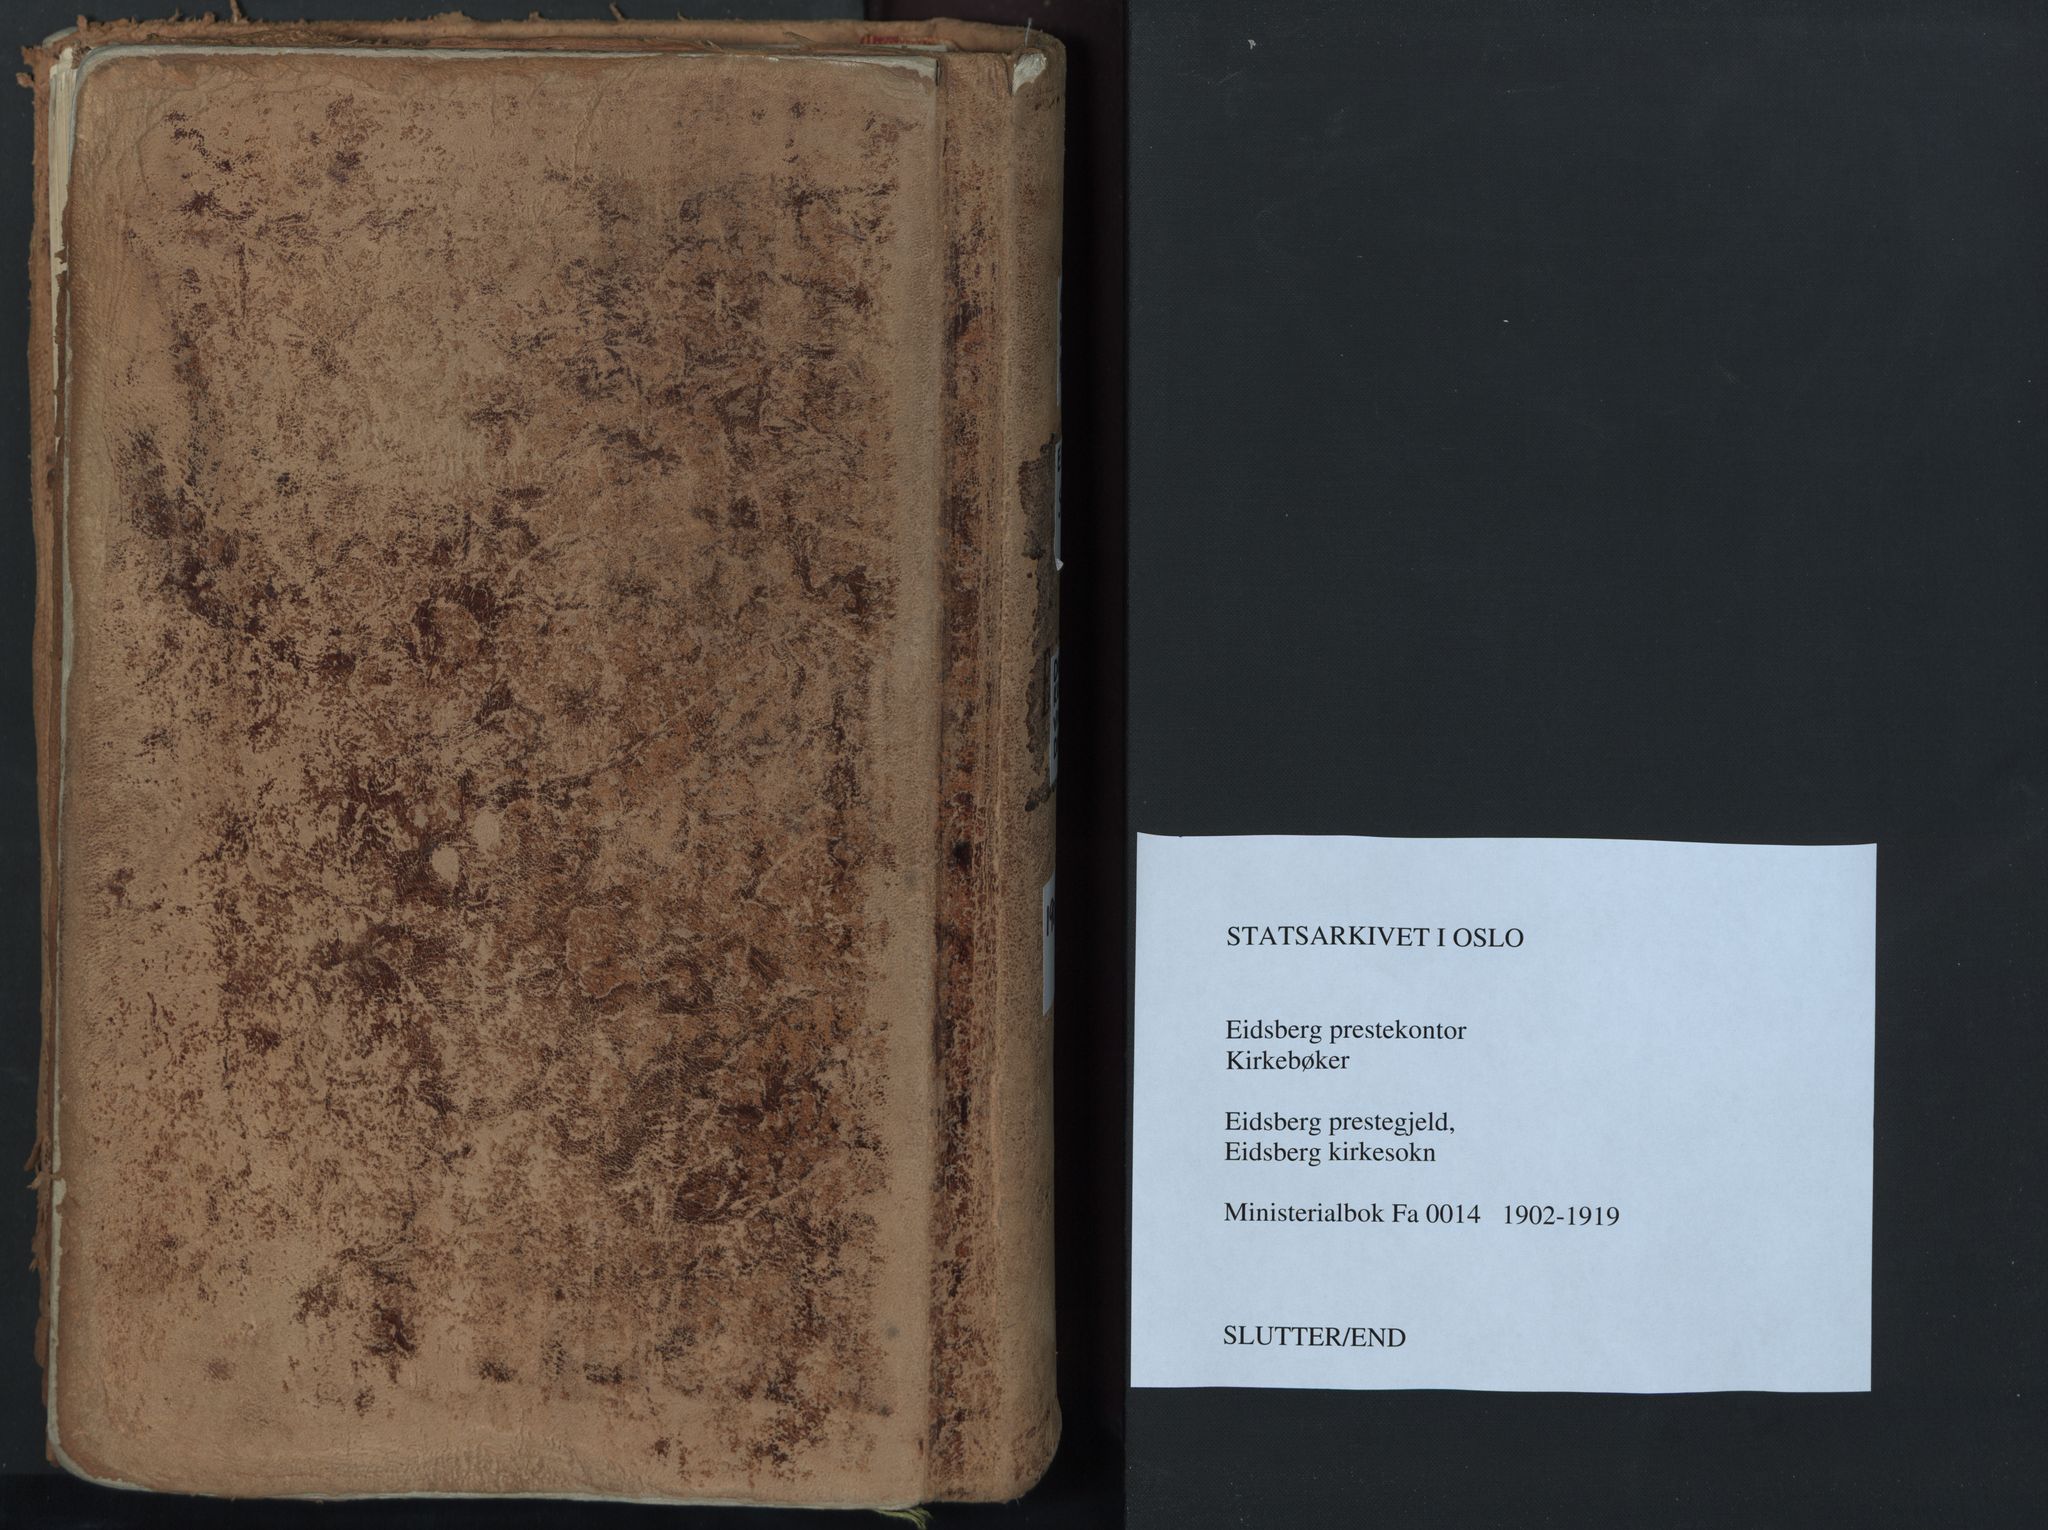 STATSARKIVET I OSLO
Eidsberg prestekontor
Kirkebøker
Eidsberg prestegjeld,
Eidsberg kirkesokn
Ministerialbok Fa 0014 1902-1919
SLUTTER/END